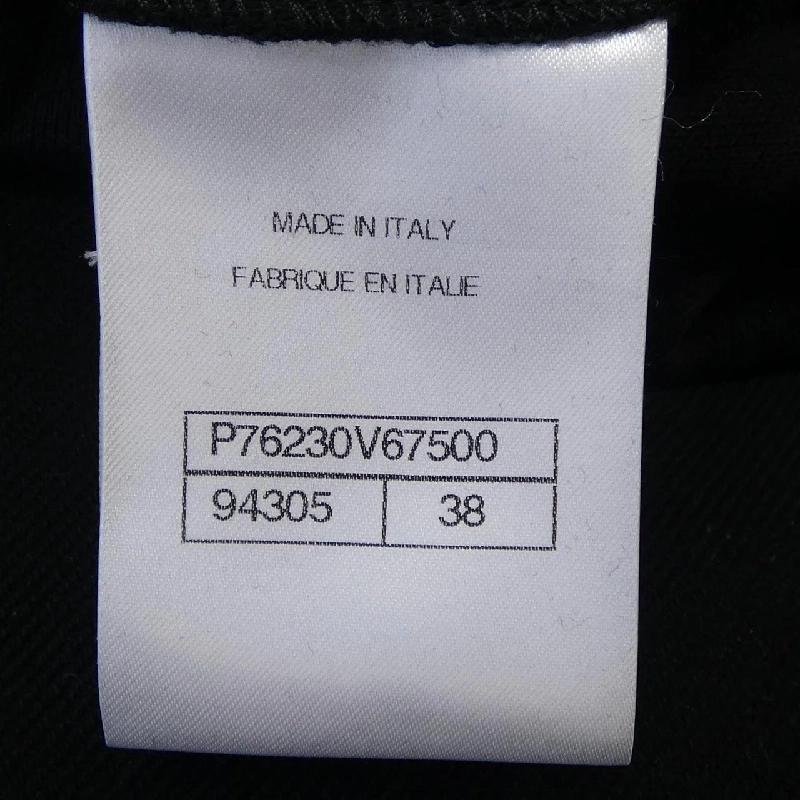 MADE IN ITALY
FABRIQUE EN ITALIE
P76230V67500
94305 38